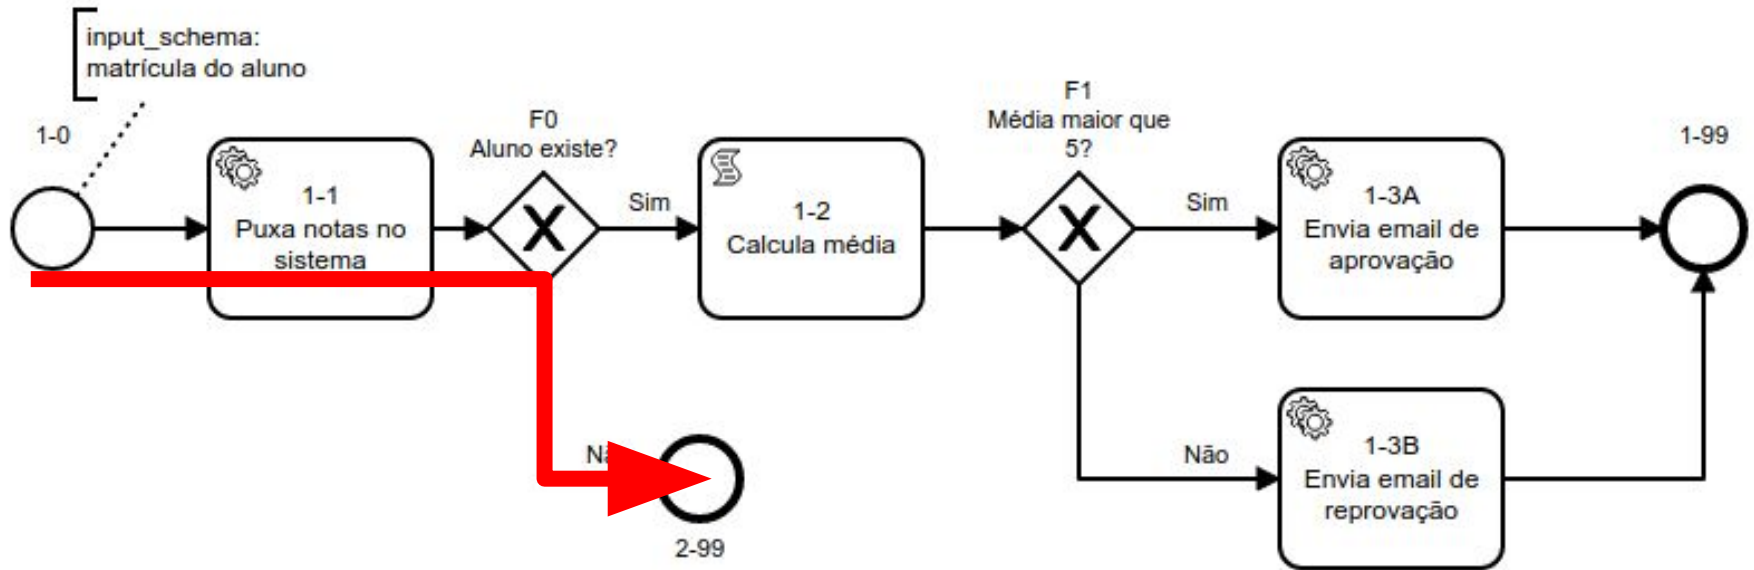 input_schema:
matrícula do aluno
1-0
1-1
Puxa notas no
sistema
F0
Aluno existe?
Sim
1-2
Calcula média
F1
Média maior que
5?
Sim
1-3A
Envia email de
aprovação
1-99
2-99
Não
1-3B
Envia email de
reprovação